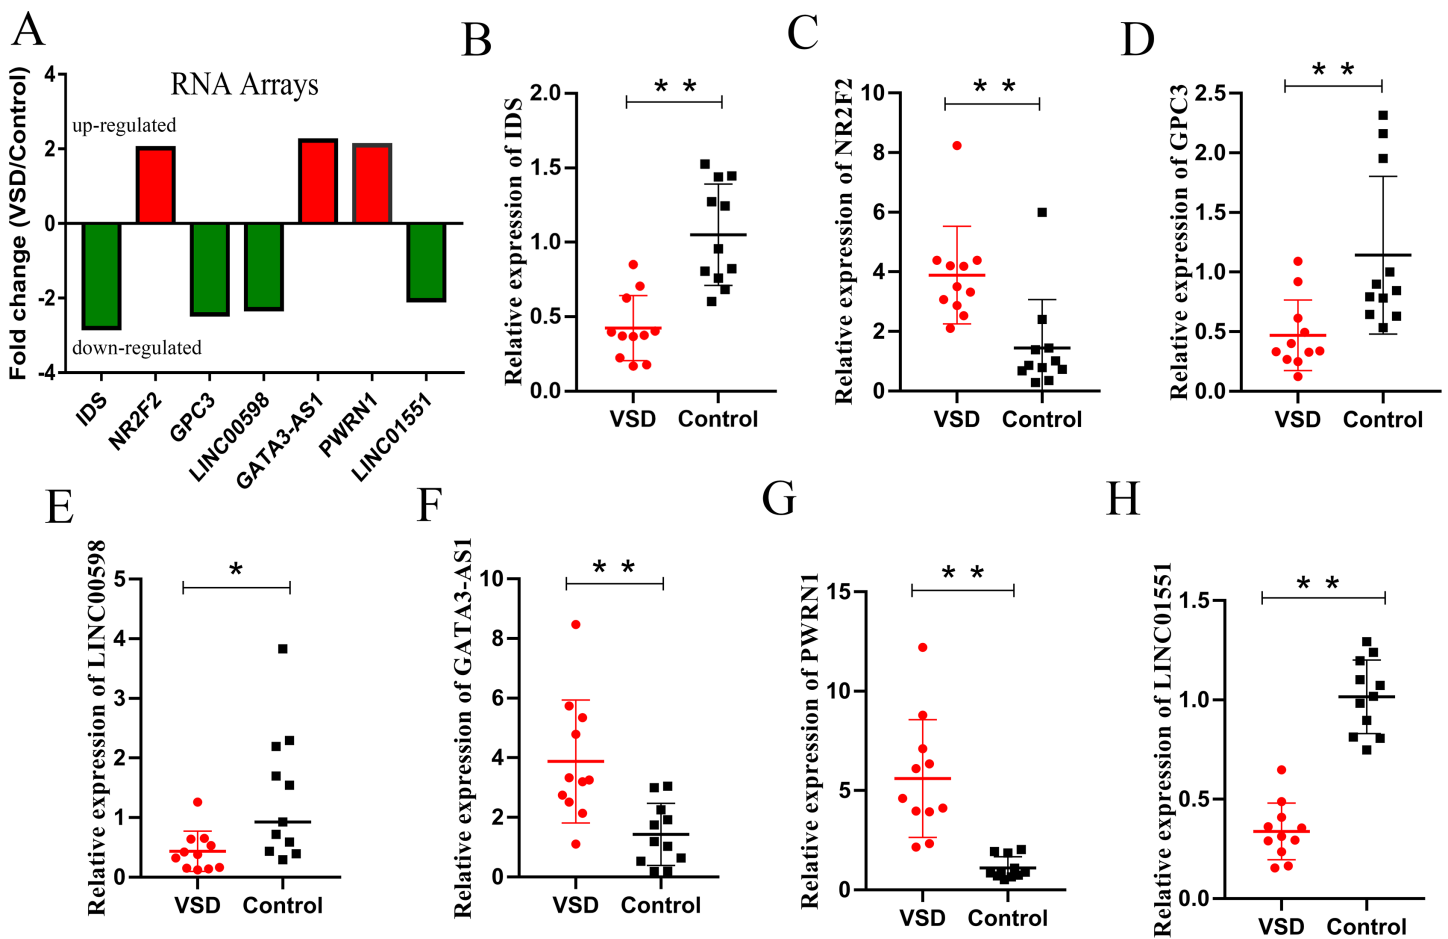 A
RNA Arrays
Fold change (VSD/Control)
4
2
0
-2
-4
up-regulated
down-regulated
IDS
NR2F2
GPC3
LINC00598
GATA3-AS1
PWRN1
LINC01551
B
Relative expression of IDS
2.0
1.5
1.0
0.5
0.0
* *
VSD
Control
C
Relative expression of NR2F2
10
8
6
4
2
0
* *
VSD
Control
D
Relative expression of GPC3
2.5
2.0
1.5
1.0
0.5
0.0
* *
VSD
Control
E
Relative expression of LINC00598
5
4
3
2
1
0
*
VSD
Control
F
Relative expression of GATA3-AS1
10
8
6
4
2
0
* *
VSD
Control
G
Relative expression of PWRN1
15
10
5
0
* *
VSD
Control
H
Relative expression of LINC01551
1.5
1.0
0.5
0.0
* *
VSD
Control